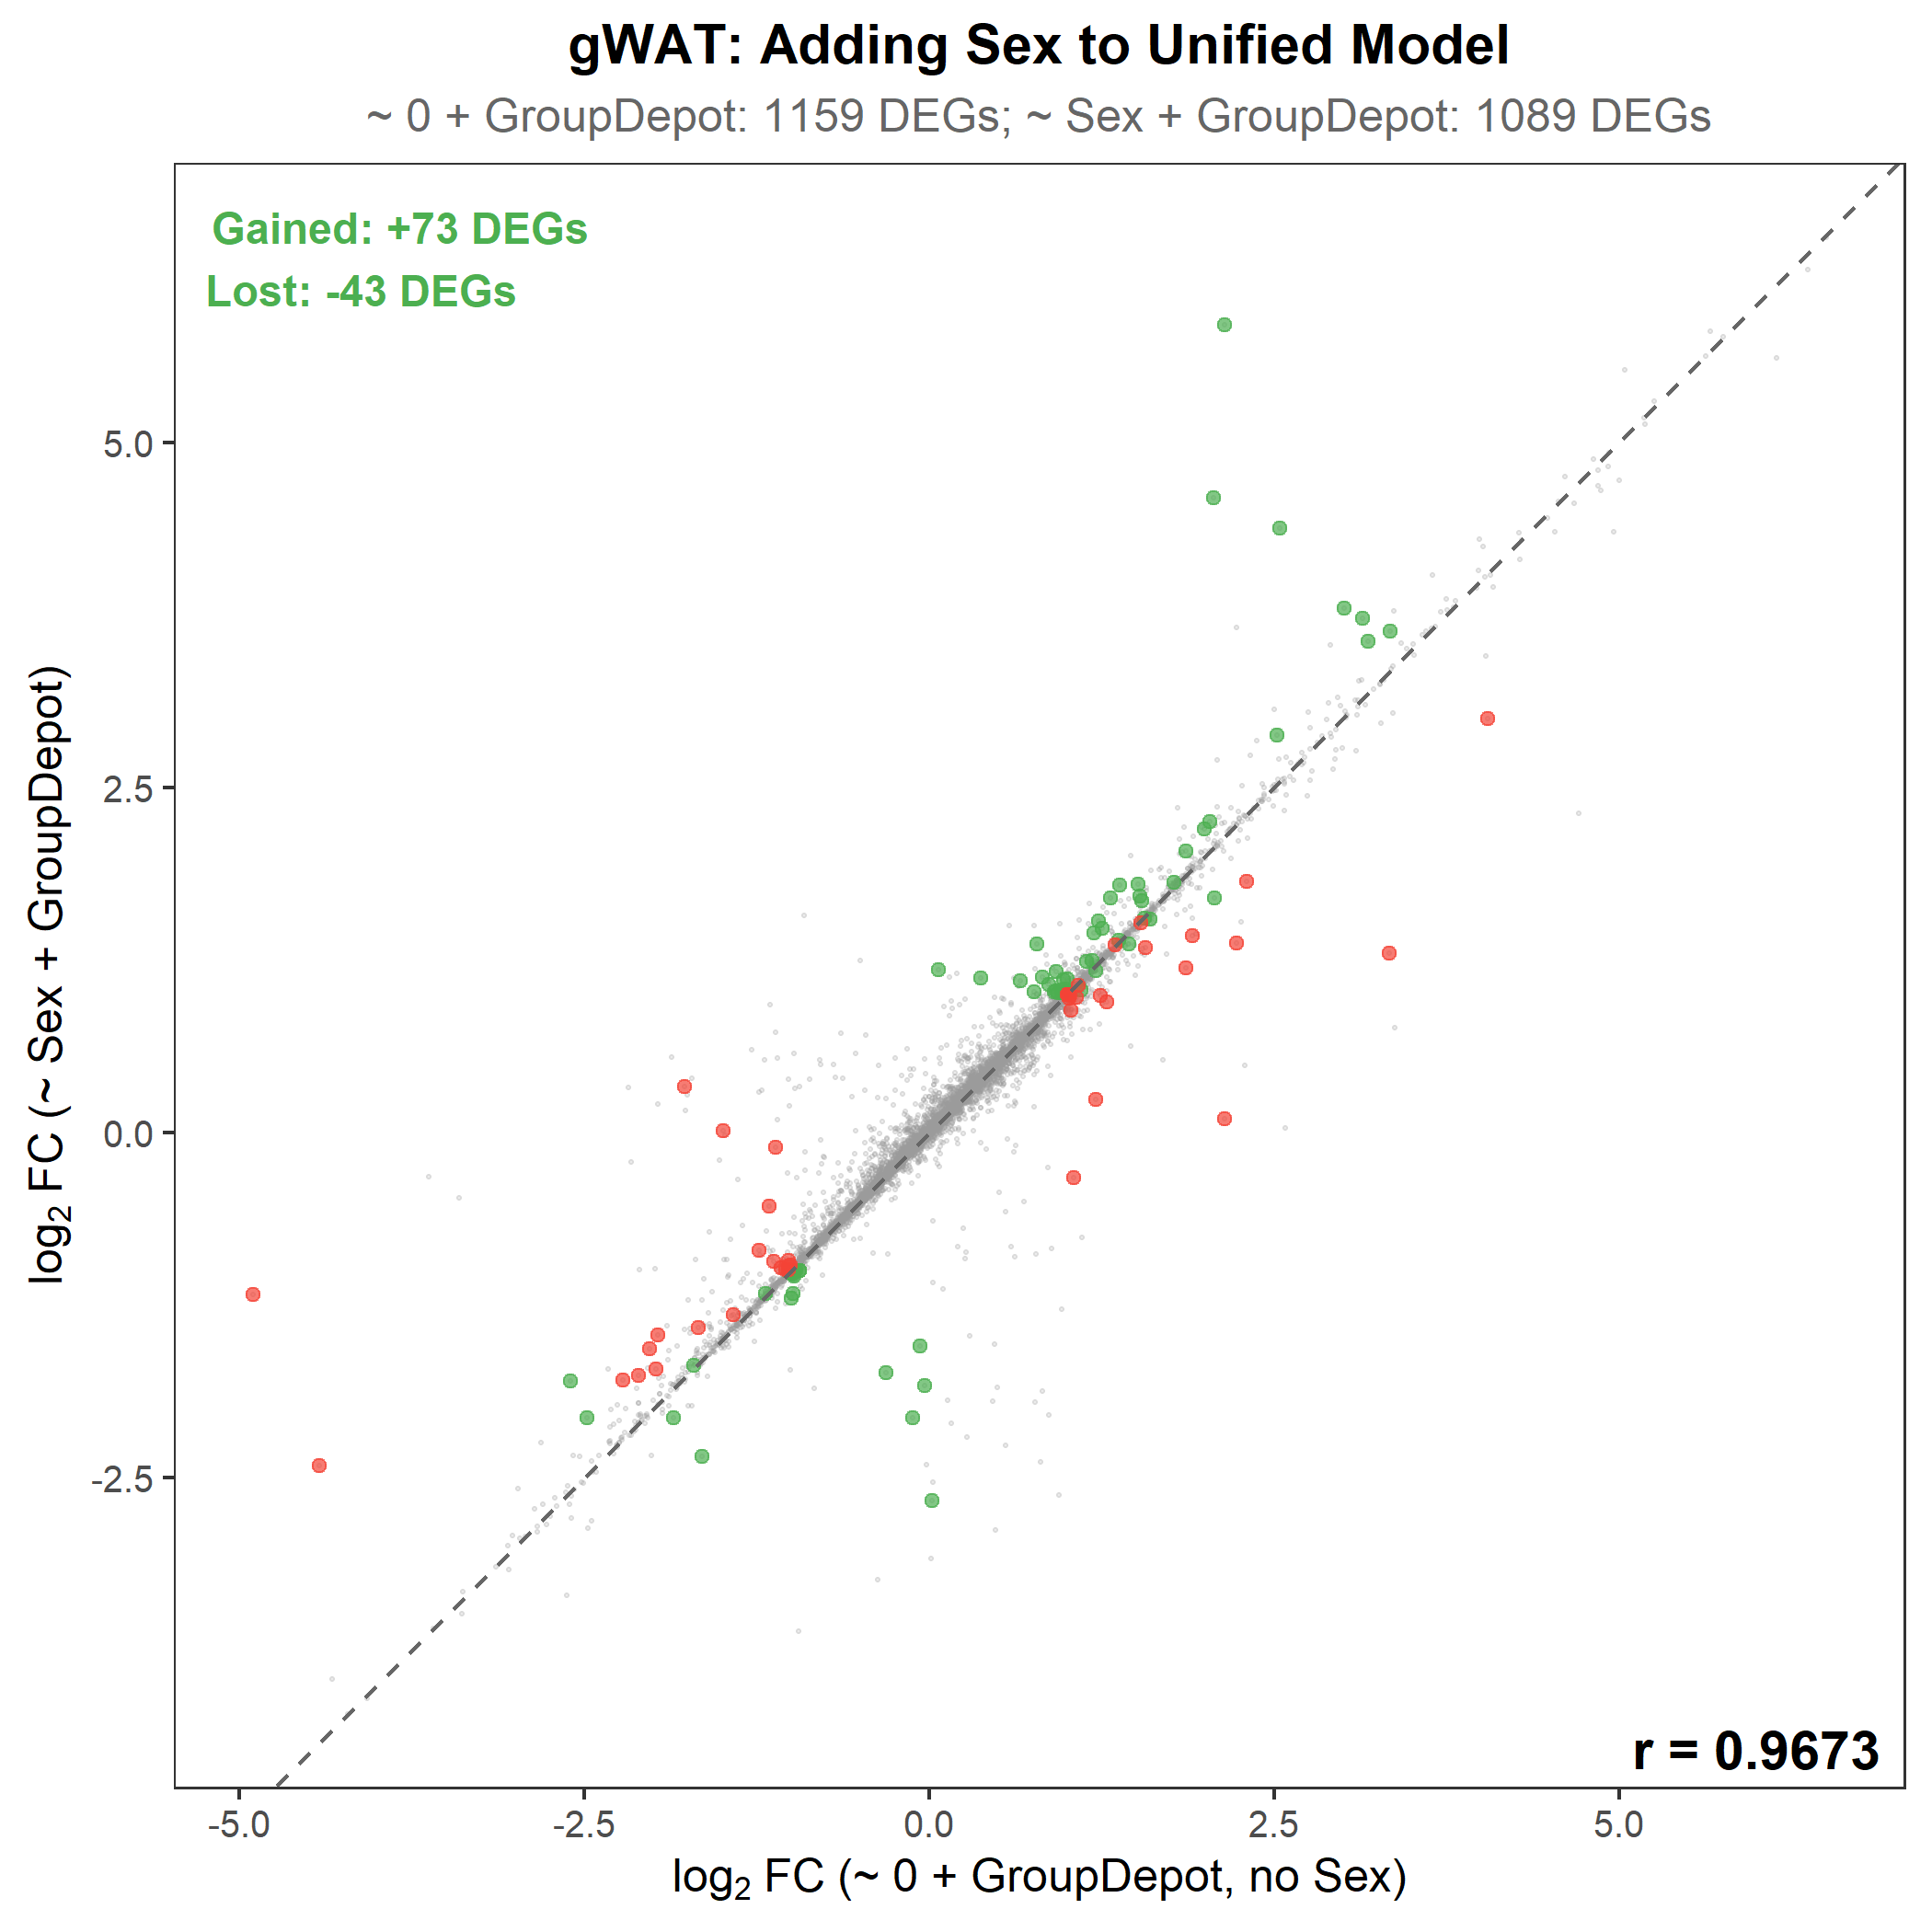 gWAT: Adding Sex to Unified Model
~ 0 + GroupDepot: 1159 DEGs; ~ Sex + GroupDepot: 1089 DEGs
Gained: +73 DEGs
Lost: -43 DEGs
log₂ FC (~ Sex + GroupDepot)
5.0
2.5
0.0
-2.5
r = 0.9673
-5.0
-2.5
0.0
2.5
5.0
log₂ FC (~ 0 + GroupDepot, no Sex)